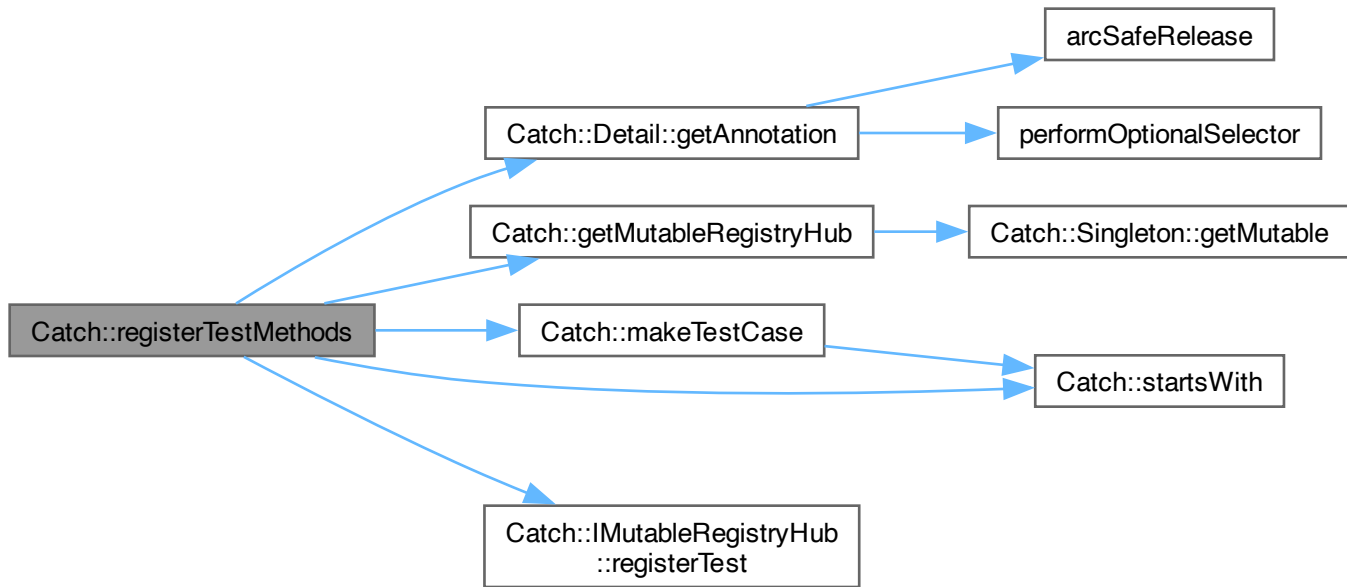 arcSafeRelease
Catch::Detail::getAnnotation
performOptionalSelector
Catch::getMutableRegistryHub
Catch::Singleton::getMutable
Catch::registerTestMethods
Catch::makeTestCase
Catch::startsWith
Catch::IMutableRegistryHub
::registerTest